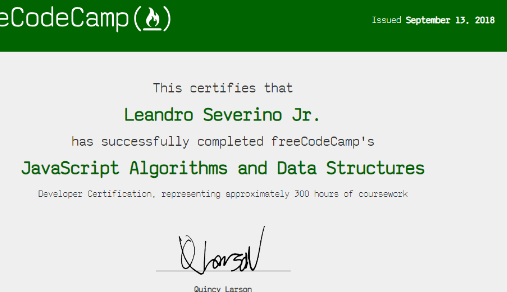 eCodeCamp(🔥)
Issued September 13, 2018
This certifies that
Leandro Severino Jr.
has successfully completed freeCodeCamp's
JavaScript Algorithms and Data Structures
Developer Certification, representing approximately 300 hours of coursework
QLarson
Quincy Larson